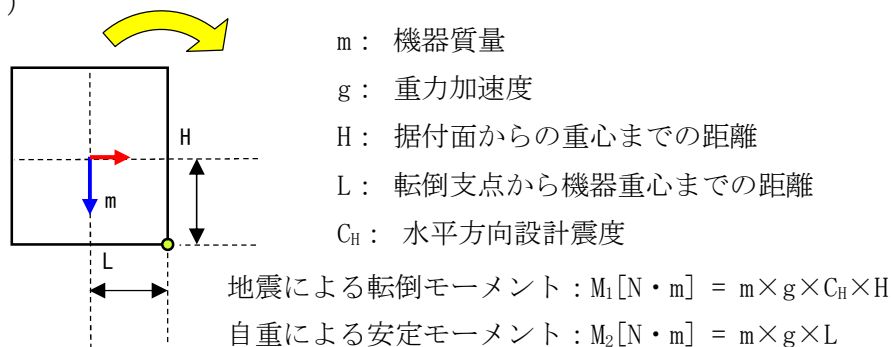 )
m： 機器質量
g： 重力加速度
H： 据付面からの重心までの距離
L： 転倒支点から機器重心までの距離
C_H： 水平方向設計震度
H
m
L
地震による転倒モーメント：M₁[N・m] = m×g×C_H×H
自重による安定モーメント：M₂[N・m] = m×g×L